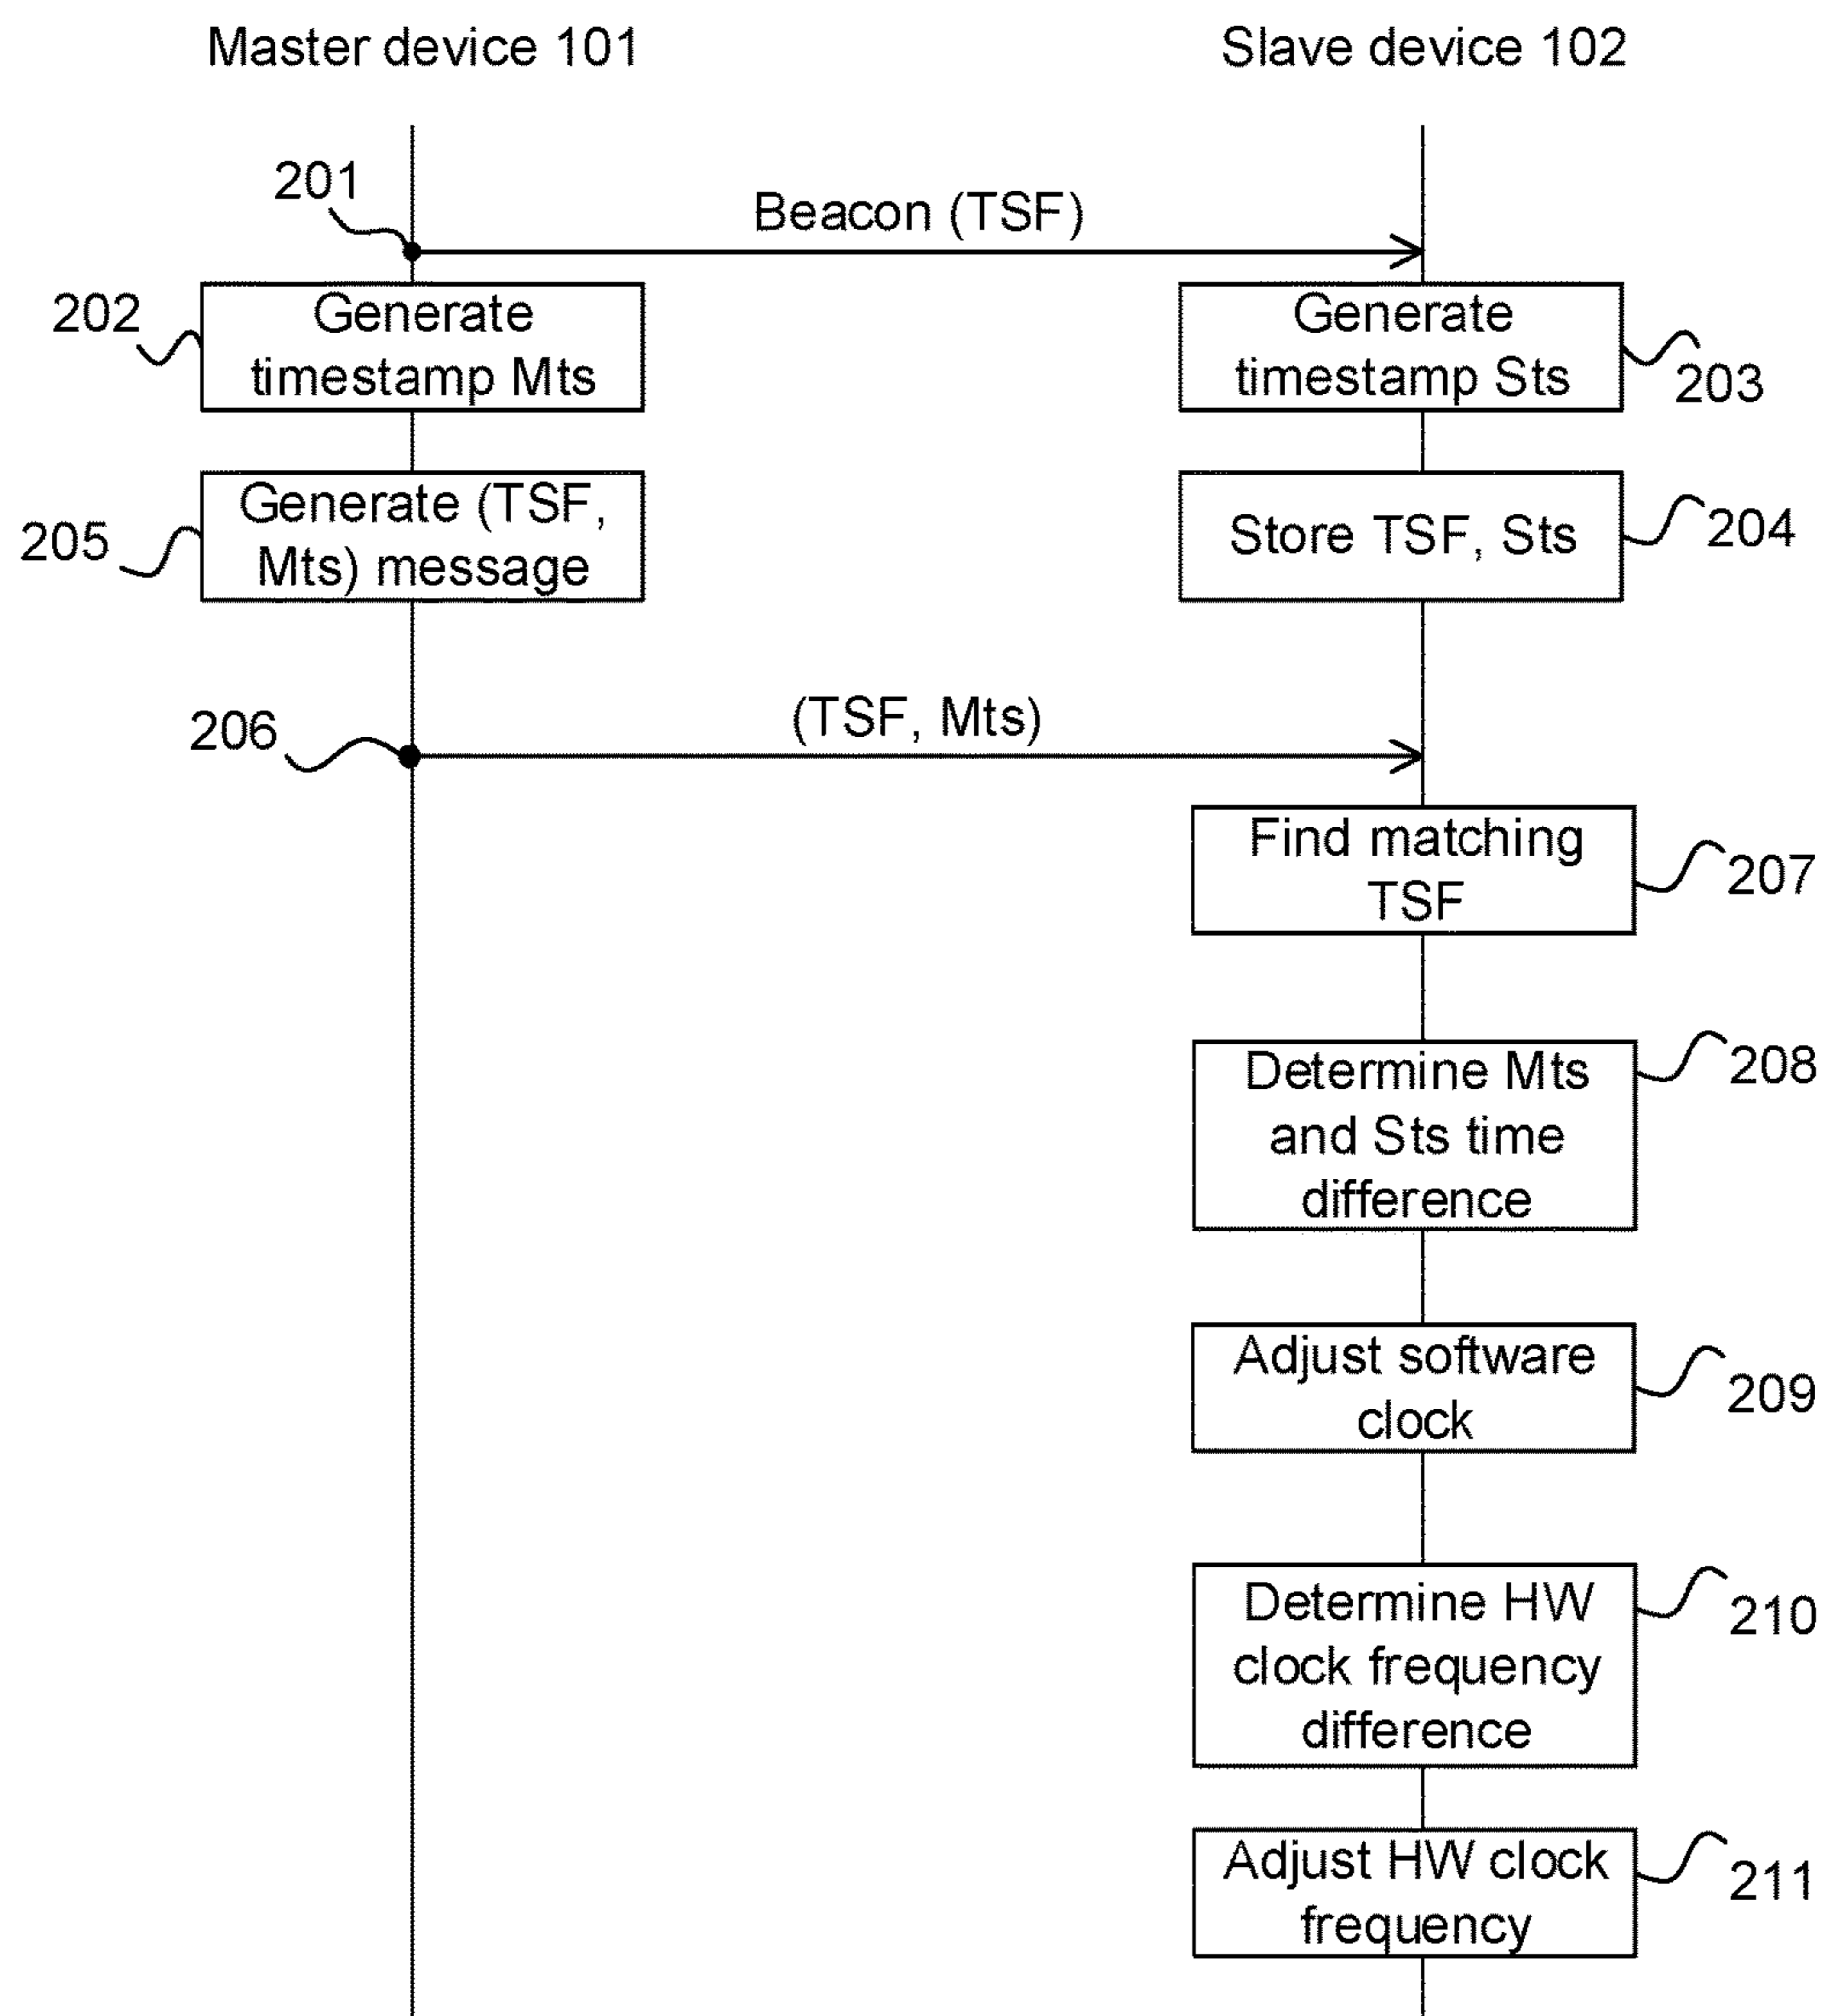 Master device 101
Slave device 102
201
Beacon (TSF)
202
Generate
timestamp Mts
Generate
timestamp Sts
203
205
Generate (TSF,
Mts) message
Store TSF, Sts
204
206
(TSF, Mts)
Find matching
TSF
207
Determine Mts
and Sts time
difference
208
Adjust software
clock
209
Determine HW
clock frequency
difference
210
Adjust HW clock
frequency
211